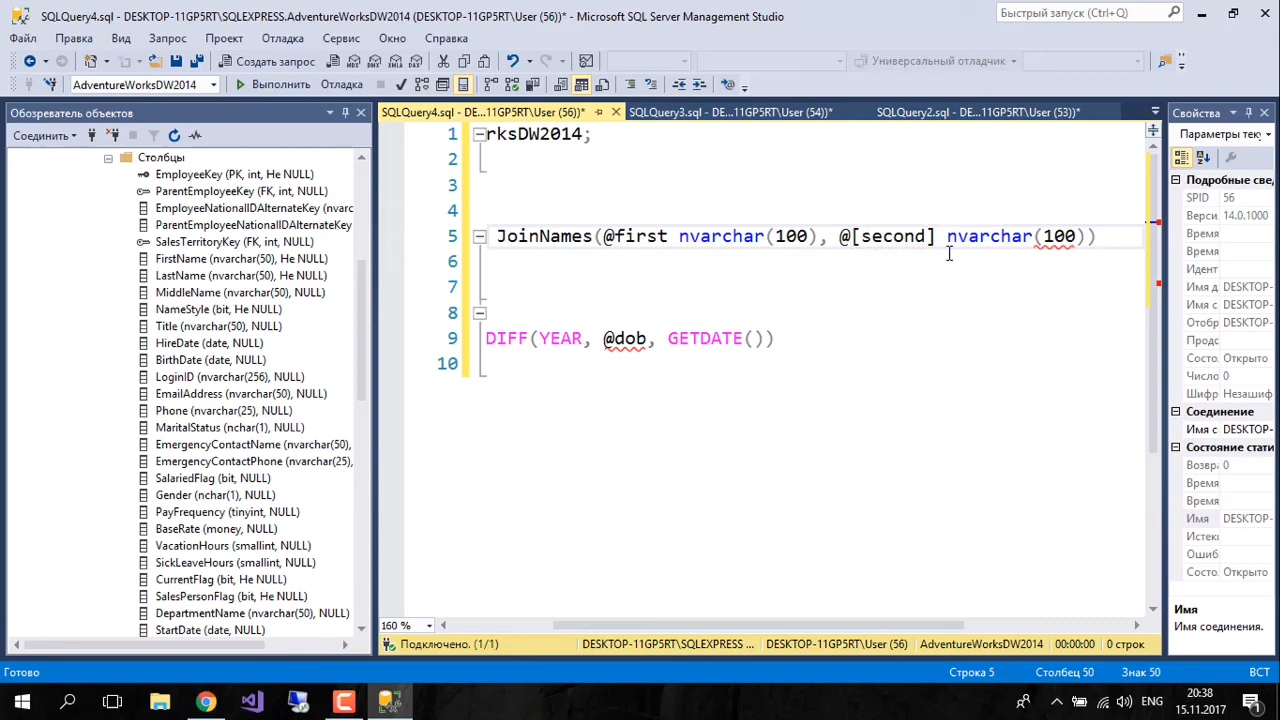 SQLQuery4.sql - DESKTOP-11GP5RT\SQLEXPRESS.AdventureWorksDW2014 (DESKTOP-11GP5RT\User (56))* - Microsoft SQL Server Management Studio
Быстрый запуск (Ctrl+Q)
Файл Правка Вид Запрос Проект Отладка Сервис Окно Справка
Создать запрос
Универсальный отладчик
AdventureWorksDW2014
Выполнить Отладка
Обозреватель объектов
SQLQuery4.sql - DE...11GP5RT\User (56))*
SQLQuery3.sql - DE...11GP5RT\User (54))*
SQLQuery2.sql - DE...11GP5RT\User (53))*
Свойства
Соединить
Столбцы
EmployeeKey (PK, int, Не NULL)
ParentEmployeeKey (FK, int, NULL)
EmployeeNationalIDAlternateKey (nvarc
ParentEmployeeNationalIDAlternateKey
SalesTerritoryKey (FK, int, NULL)
FirstName (nvarchar(50), Не NULL)
LastName (nvarchar(50), Не NULL)
MiddleName (nvarchar(50), NULL)
NameStyle (bit, Не NULL)
Title (nvarchar(50), NULL)
HireDate (date, NULL)
BirthDate (date, NULL)
LoginID (nvarchar(256), NULL)
EmailAddress (nvarchar(50), NULL)
Phone (nvarchar(25), NULL)
MaritalStatus (nchar(1), NULL)
EmergencyContactName (nvarchar(50),
EmergencyContactPhone (nvarchar(25),
SalariedFlag (bit, NULL)
Gender (nchar(1), NULL)
PayFrequency (tinyint, NULL)
BaseRate (money, NULL)
VacationHours (smallint, NULL)
SickLeaveHours (smallint, NULL)
CurrentFlag (bit, Не NULL)
SalesPersonFlag (bit, Не NULL)
DepartmentName (nvarchar(50), NULL)
StartDate (date, NULL)
1 rksDW2014;
2
3
4
5 JoinNames(@first nvarchar(100), @[second] nvarchar(100))
6
7
8
9 DIFF(YEAR, @dob, GETDATE())
10
160 %
Подключено. (1/1)
DESKTOP-11GP5RT\SQLEXPRESS ...
DESKTOP-11GP5RT\User (56)
AdventureWorksDW2014
00:00:00
0 строк
Параметры тек
Подробные све
SPID 56
Верси 14.0.1000
Время
Время
Идент
Имя д DESKTOP-
Имя с DESKTOP-
Отобр
Продс
Состо Открыто
Число 0
Шифр Незашиф
Соединение
Имя с DESKTOP-
Состояние стати
Возвра 0
Время
Время
Имя DESKTOP-
Истек
Ошиб
Состо Открыто
Имя
Имя соединения.
Готово
Строка 5
Столбец 50
Знак 50
ВСТ
ENG
20:38
15.11.2017
1